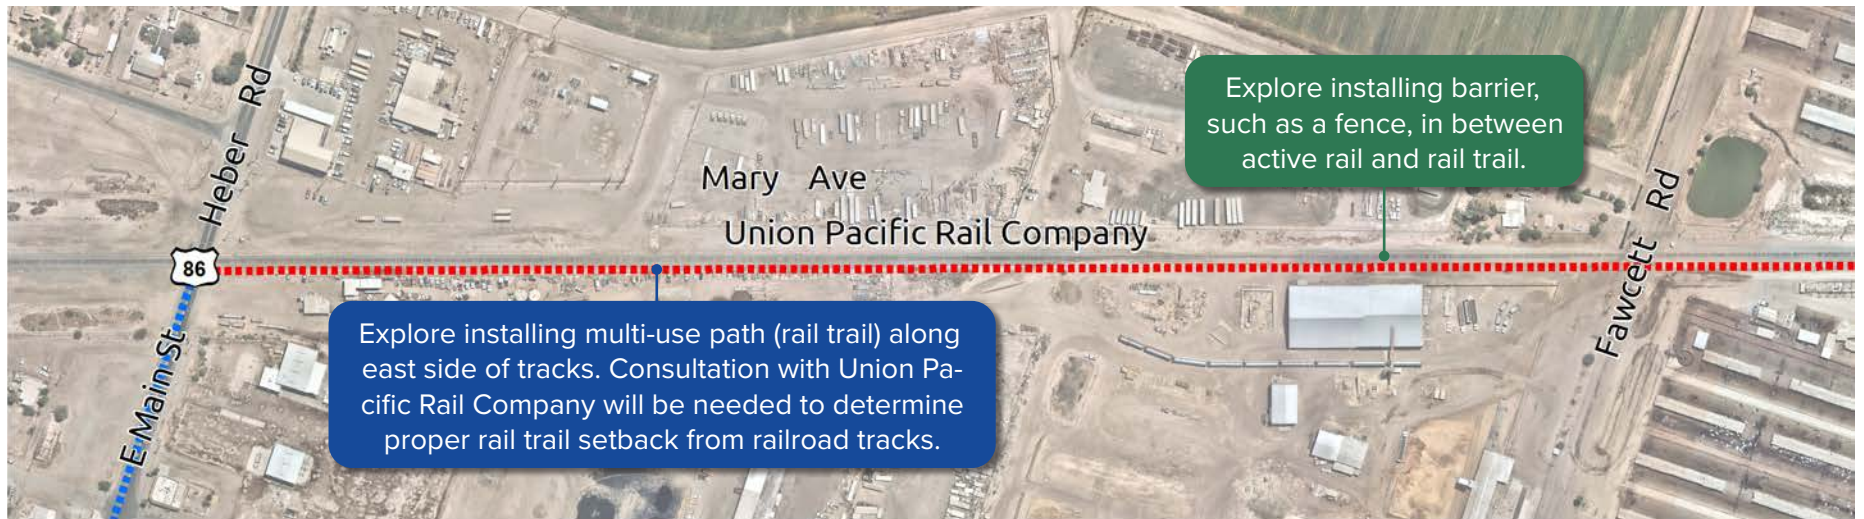 Heber Rd
Explore installing barrier,
such as a fence, in between
active rail and rail trail.
Mary Ave
Union Pacific Rail Company
86
Fawcett Rd
E Main St
Explore installing multi-use path (rail trail) along
east side of tracks. Consultation with Union Pa-
cific Rail Company will be needed to determine
proper rail trail setback from railroad tracks.